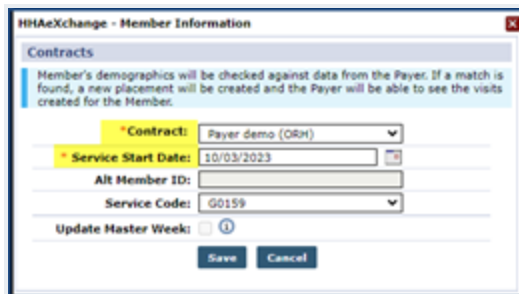 HHAeXchange - Member Information
Contracts
Member's demographics will be checked against data from the Payer. If a match is
found, a new placement will be created and the Payer will be able to see the visits
created for the Member.
*Contract: Payer demo (ORH)
* Service Start Date: 10/03/2023
Alt Member ID:
Service Code: G0159
Update Master Week:
Save Cancel